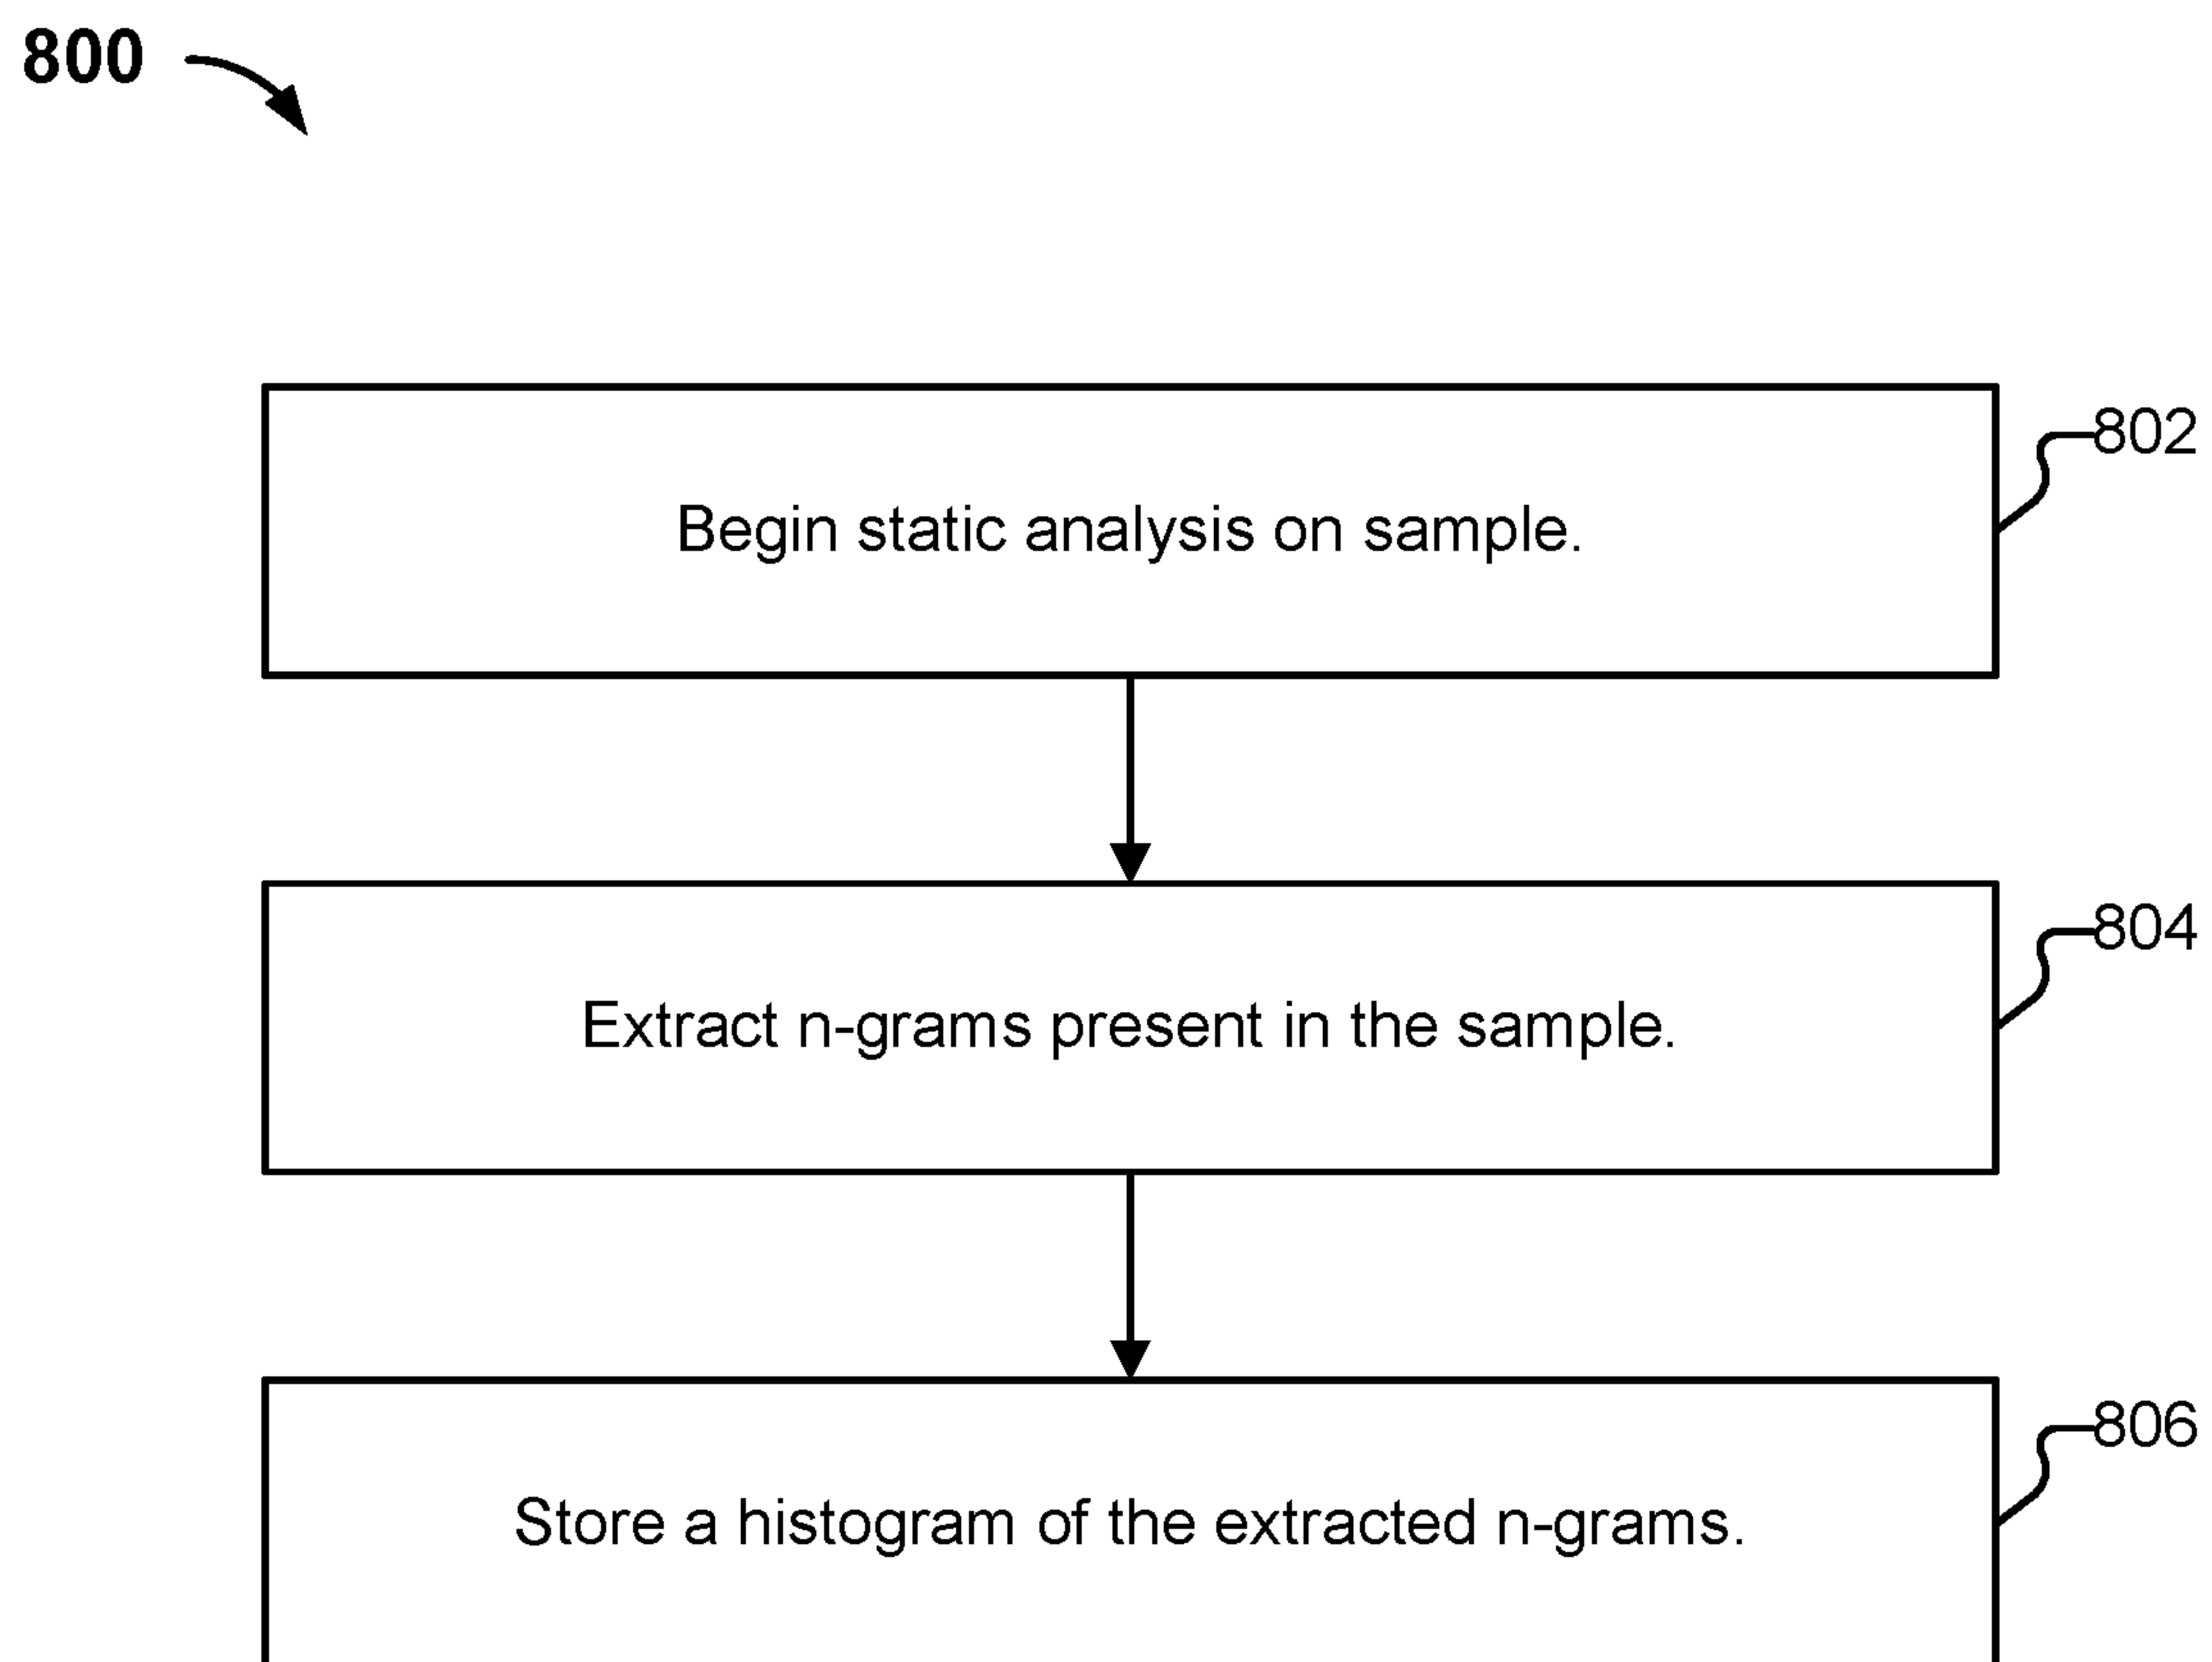 800
802
Begin static analysis on sample.
804
Extract n-grams present in the sample.
806
Store a histogram of the extracted n-grams.